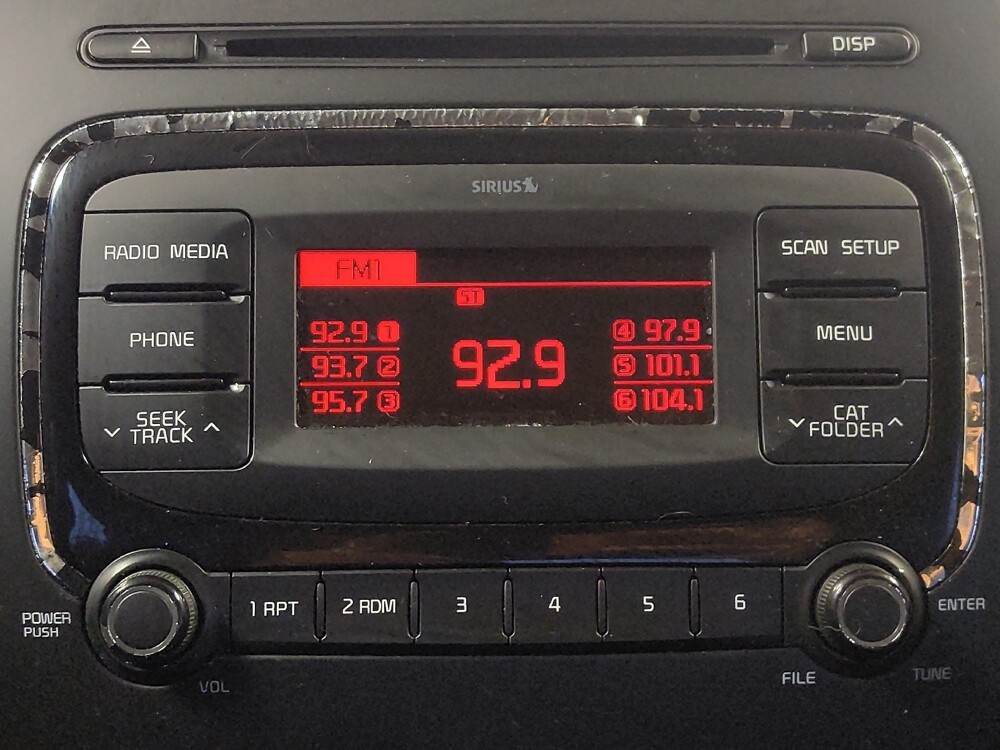 DISP
SIRIUS
RADIO MEDIA
SCAN SETUP
FM1
ST
92.9 1
4 97.9
PHONE
93.7 2
92.9
5 101.1
MENU
95.7 3
6 104.1
SEEK
TRACK
CAT
FOLDER
1 RPT
2 RDM
3
4
5
6
POWER
PUSH
VOL
ENTER
FILE
TUNE